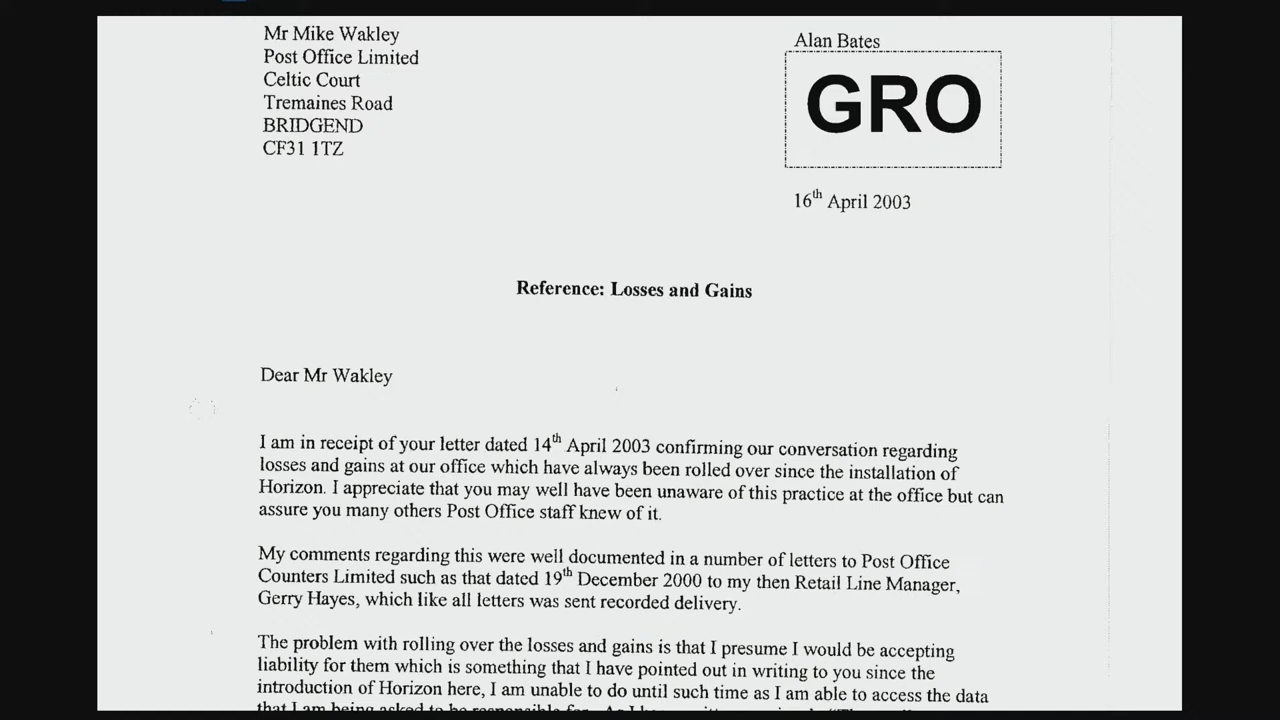 Mr Mike Wakley
Post Office Limited
Celtic Court
Tremaines Road
BRIDGEND
CF31 1TZ
Alan Bates
GRO
16th April 2003
Reference: Losses and Gains
Dear Mr Wakley
I am in receipt of your letter dated 14th April 2003 confirming our conversation regarding
losses and gains at our office which have always been rolled over since the installation of
Horizon. I appreciate that you may well have been unaware of this practice at the office but can
assure you many others Post Office staff knew of it.
My comments regarding this were well documented in a number of letters to Post Office
Counters Limited such as that dated 19th December 2000 to my then Retail Line Manager,
Gerry Hayes, which like all letters was sent recorded delivery.
The problem with rolling over the losses and gains is that I presume I would be accepting
liability for them which is something that I have pointed out in writing to you since the
introduction of Horizon here, I am unable to do until such time as I am able to access the data
that I am being asked to be responsible for.